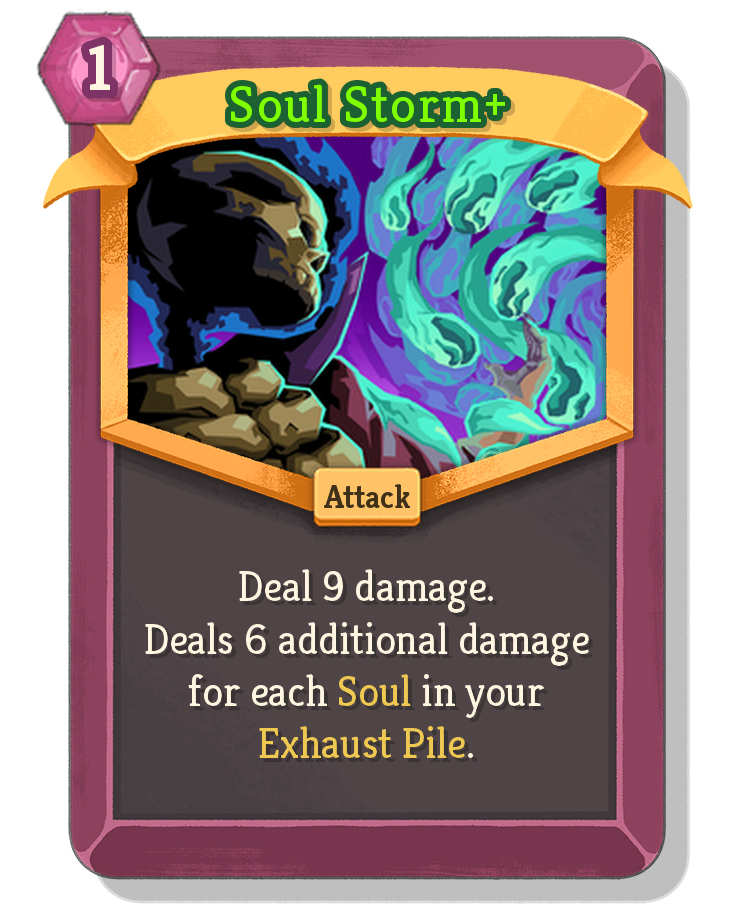 1
Soul Storm+
Attack
Deal 9 damage.
Deals 6 additional damage
for each Soul in your
Exhaust Pile.